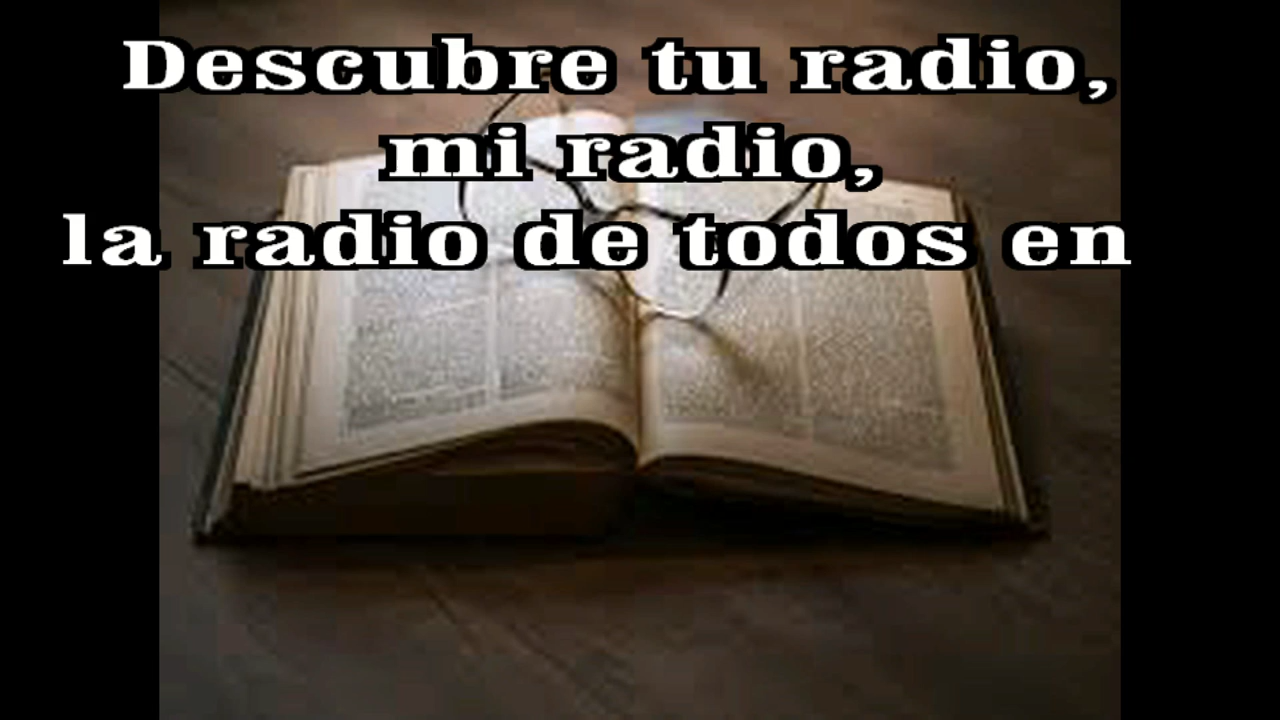 Descubre tu radio,
mi radio,
la radio de todos en